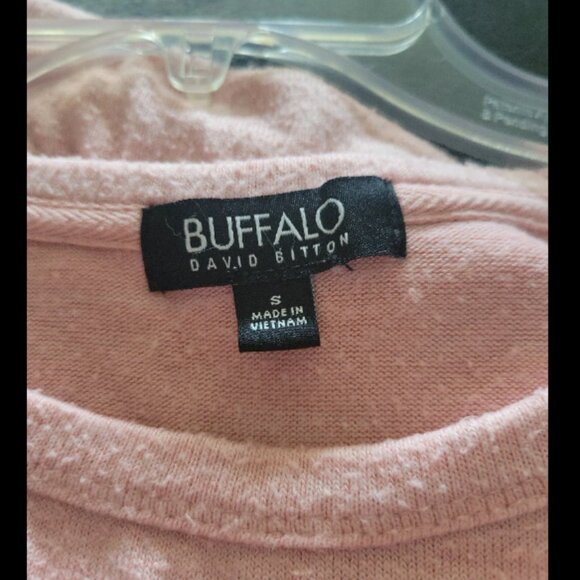 BUFFALO
DAVID BITTON
S
MADE IN
VIETNAM